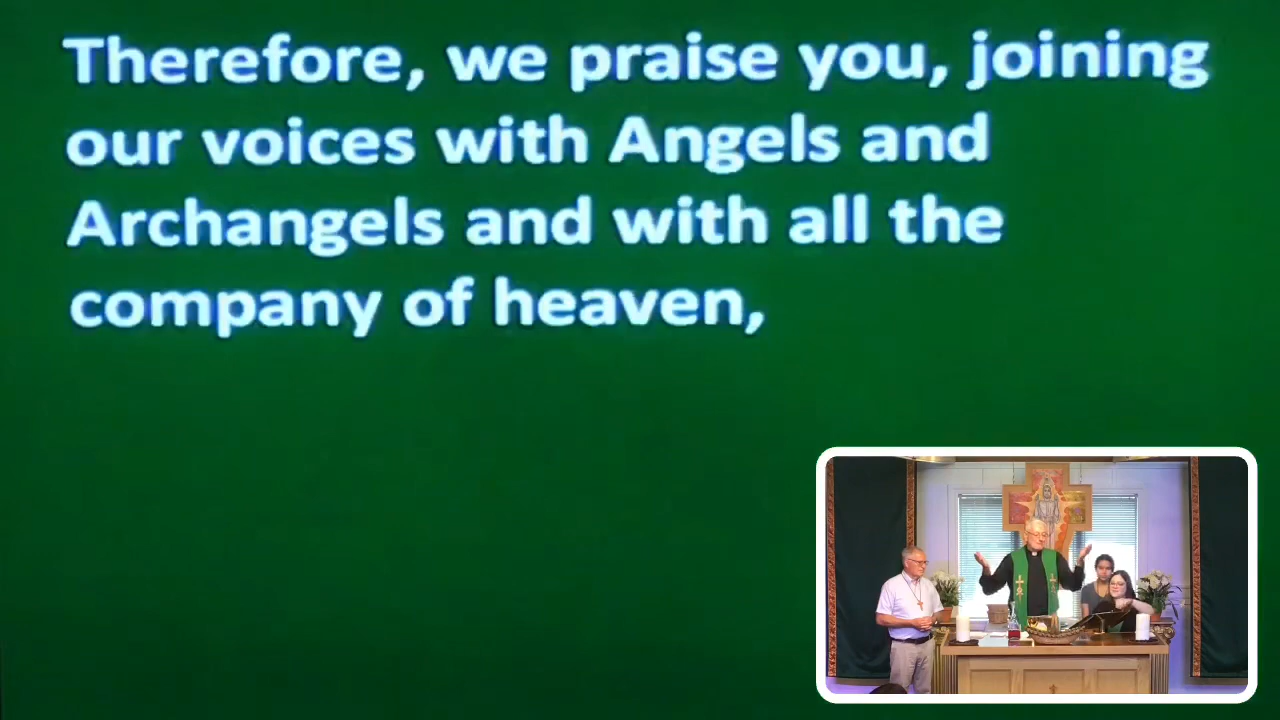 Therefore, we praise you, joining
our voices with Angels and
Archangels and with all the
company of heaven,